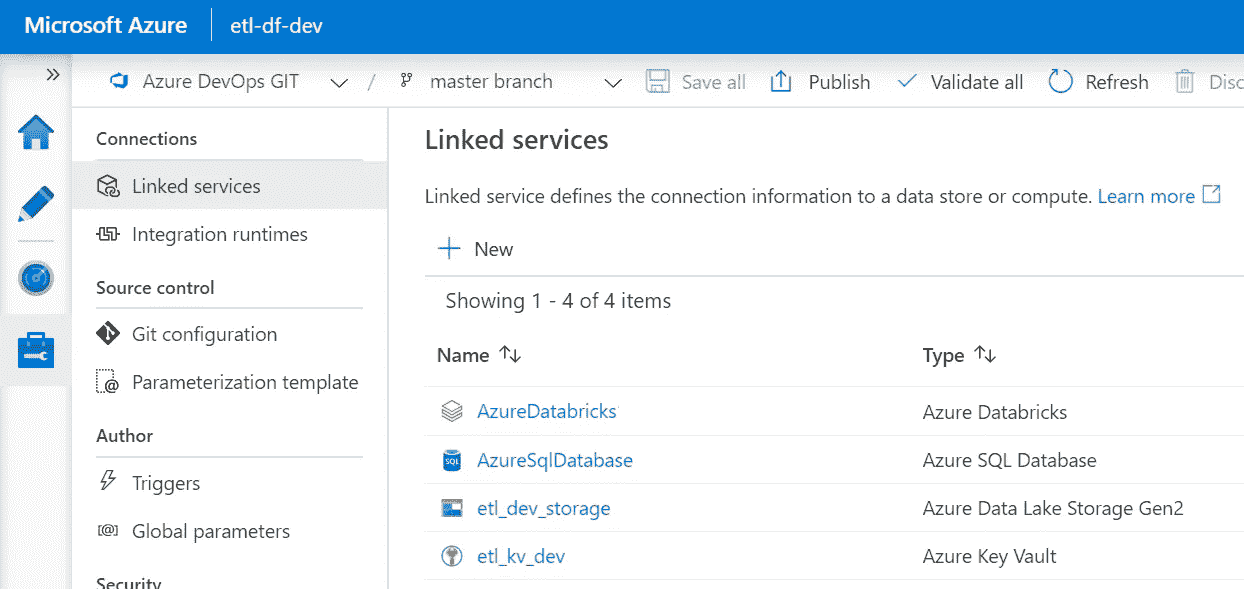 Microsoft Azure etl-df-dev
» Azure DevOps GIT / master branch Save all Publish Validate all Refresh Disc
Connections
Linked services
Integration runtimes
Source control
Git configuration
Parameterization template
Author
Triggers
Global parameters
Security
Linked services
Linked service defines the connection information to a data store or compute. Learn more
+ New
Showing 1 - 4 of 4 items
Name Type
AzureDatabricks Azure Databricks
SQL AzureSqlDatabase Azure SQL Database
etl_dev_storage Azure Data Lake Storage Gen2
etl_kv_dev Azure Key Vault